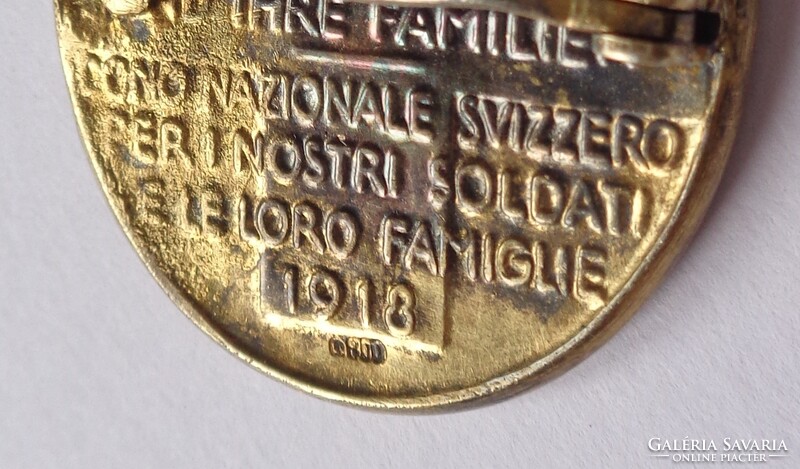 IHRE FAMILIE
DONO NAZIONALE SVIZZERO
PER I NOSTRI SOLDATI
E LE LORO FAMIGLIE
1918
GALÉRIA SAVARIA
ONLINE PIACTÉR